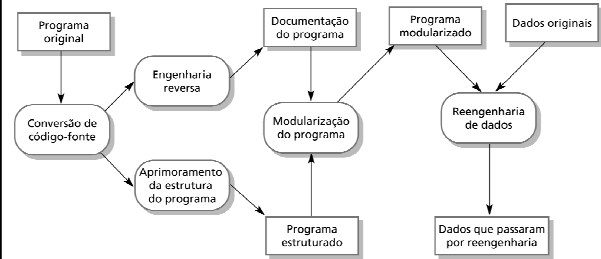 Programa
original
Conversão de
código-fonte
Engenharia
reversa
Aprimoramento
da estrutura
do programa
Documentação
do programa
Modularização
do programa
Programa
estruturado
Programa
modularizado
Dados originais
Reengenharia
de dados
Dados que passaram
por reengenharia